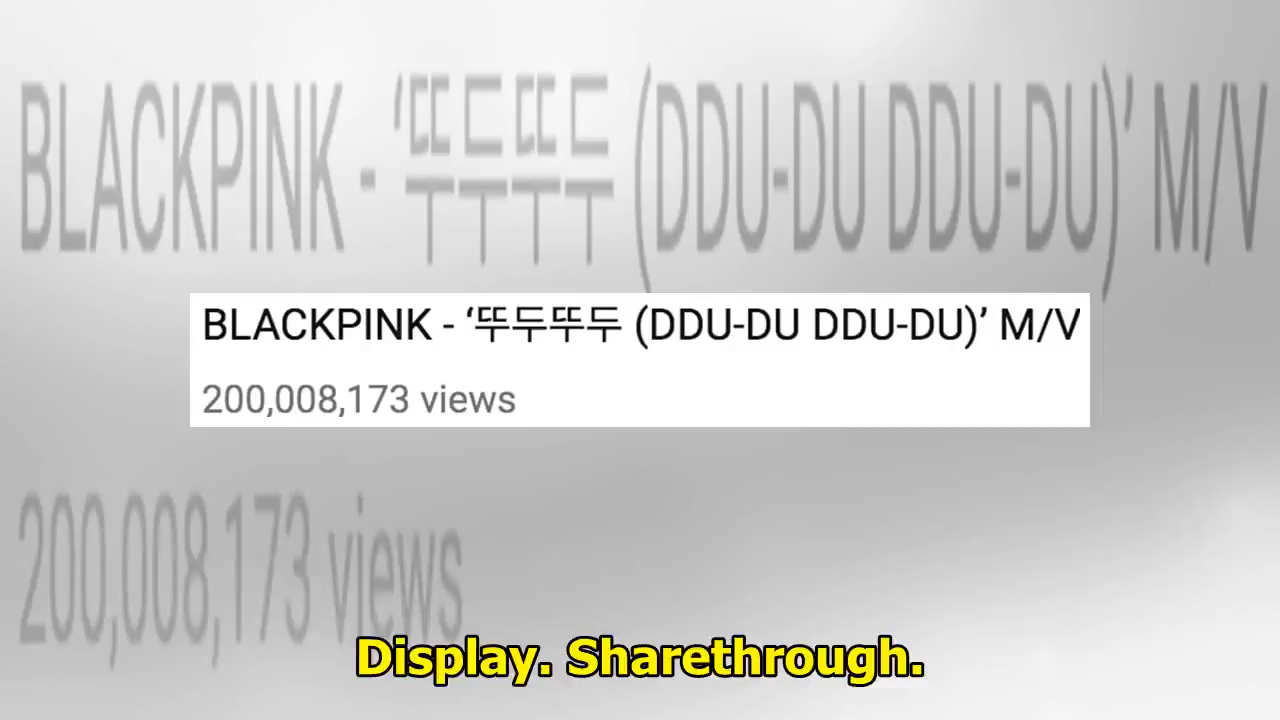 BLACKPINK - ‘뚜두뚜두 (DDU-DU DDU-DU)’ M/V
BLACKPINK - ‘뚜두뚜두 (DDU-DU DDU-DU)’ M/V
200,008,173 views
200,008,173 views
Display. Sharethrough.